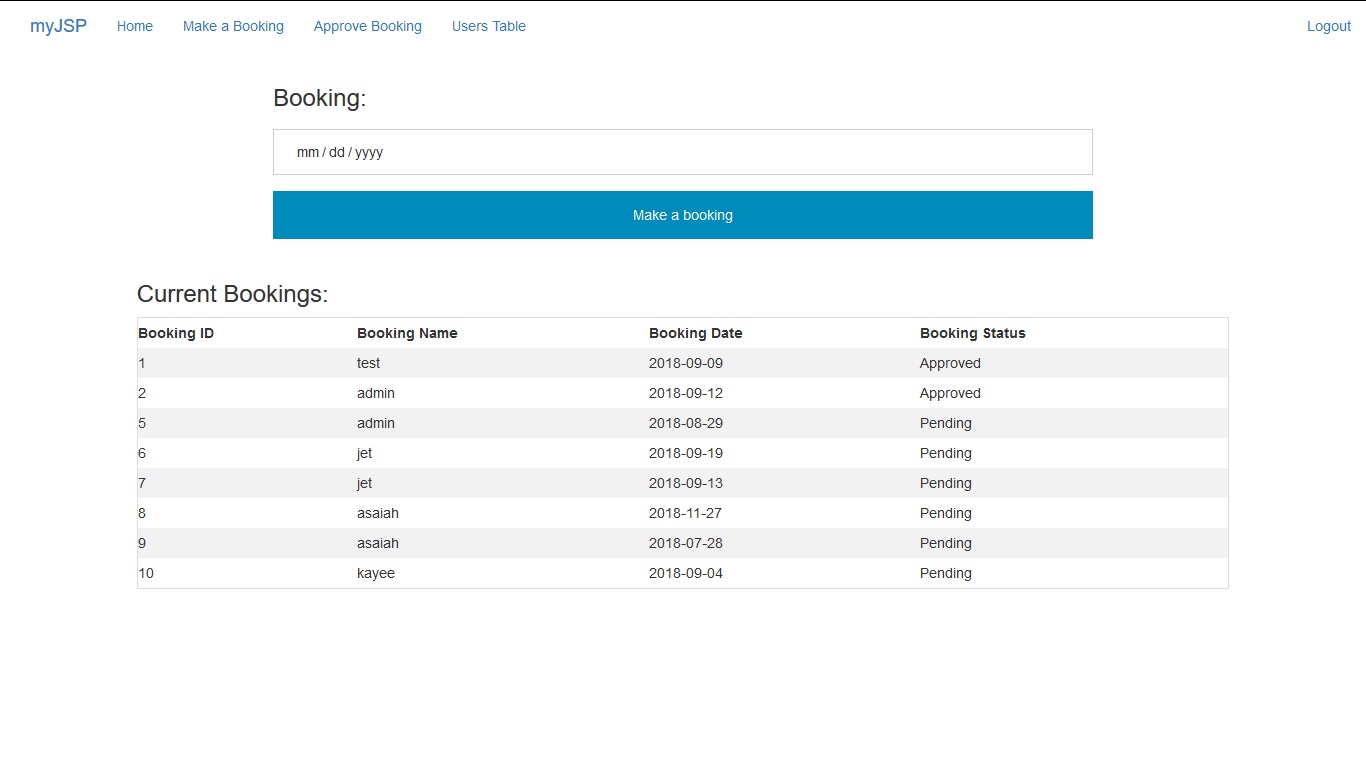 myJSP Home Make a Booking Approve Booking Users Table Logout
Booking:
mm / dd / yyyy
Make a booking
Current Bookings:
Booking ID Booking Name Booking Date Booking Status
1 test 2018-09-09 Approved
2 admin 2018-09-12 Approved
5 admin 2018-08-29 Pending
6 jet 2018-09-19 Pending
7 jet 2018-09-13 Pending
8 asaiah 2018-11-27 Pending
9 asaiah 2018-07-28 Pending
10 kayee 2018-09-04 Pending